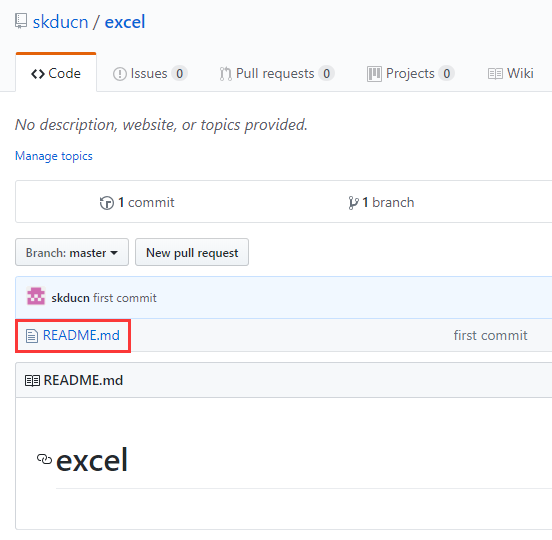 skducn / excel
Code Issues 0 Pull requests 0 Projects 0 Wiki
No description, website, or topics provided.
Manage topics
1 commit 1 branch
Branch: master New pull request
skducn first commit
README.md first commit
README.md
excel